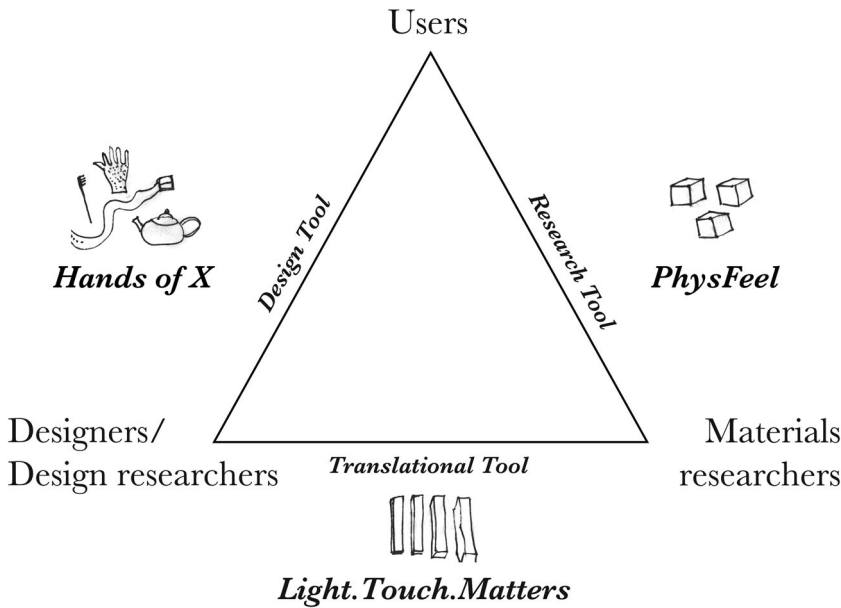 Users
Design Tool
Research Tool
Hands of X
PhysFeel
Designers/
Design researchers
Materials
researchers
Translational Tool
Light.Touch.Matters